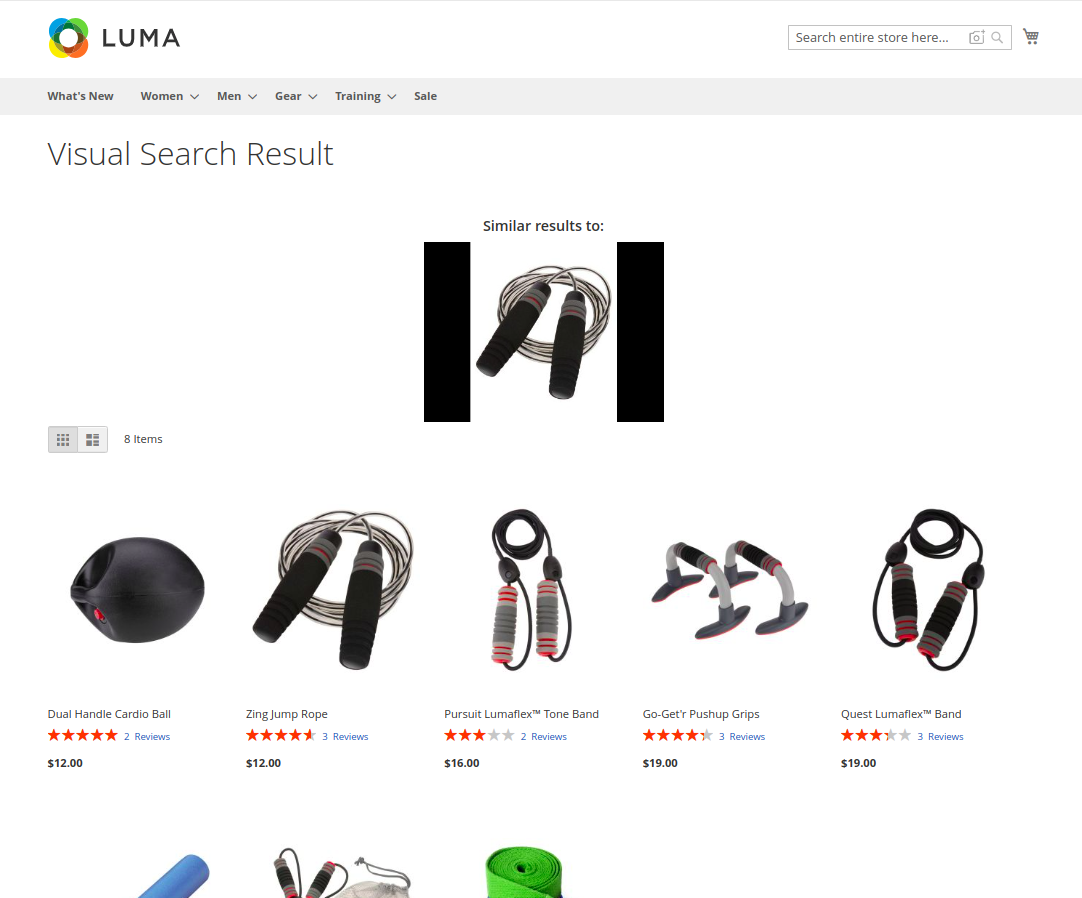 LUMA
Search entire store here...
What's New Women Men Gear Training Sale
Visual Search Result
Similar results to:
8 Items
Dual Handle Cardio Ball
2 Reviews
$12.00
Zing Jump Rope
3 Reviews
$12.00
Pursuit Lumaflex™ Tone Band
2 Reviews
$16.00
Go-Get'r Pushup Grips
3 Reviews
$19.00
Quest Lumaflex™ Band
3 Reviews
$19.00